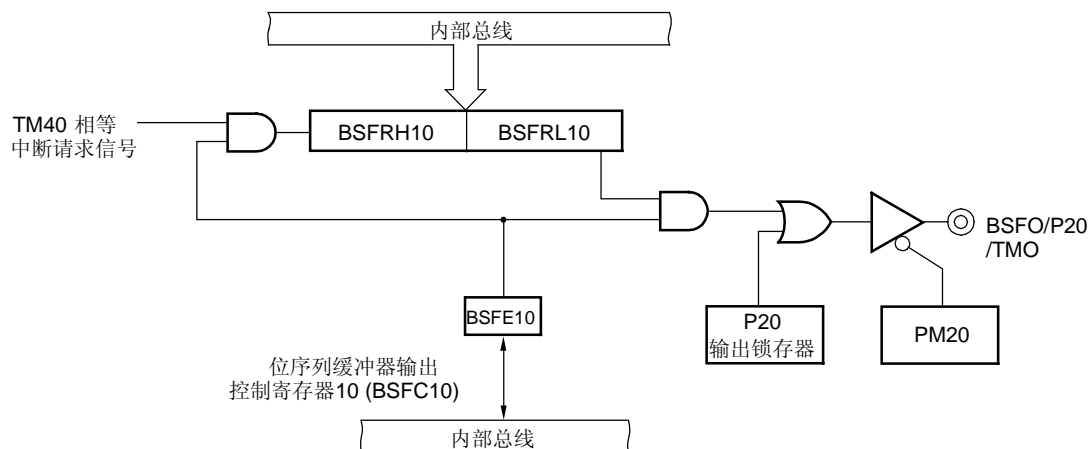 内部总线
TM40 相等
中断请求信号
BSFRH10
BSFRL10
BSFO/P20
/TMO
BSFE10
P20
输出锁存器
PM20
位序列缓冲器输出
控制寄存器10 (BSFC10)
内部总线